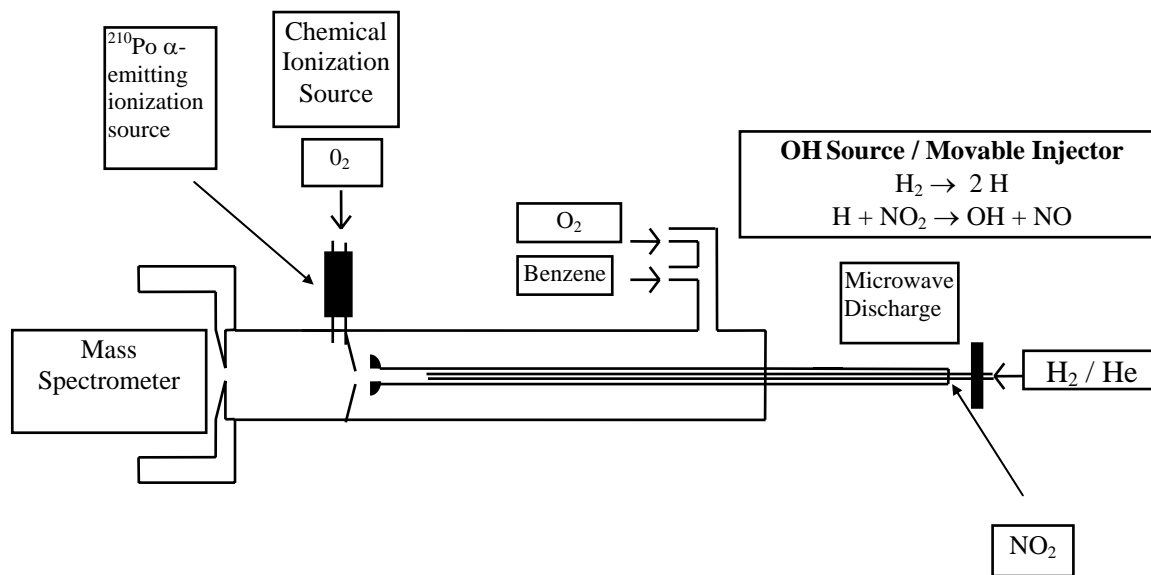 ²¹⁰Po α-
emitting
ionization
source
Chemical
Ionization
Source
0₂
OH Source / Movable Injector
H₂ → 2 H
H + NO₂ → OH + NO
O₂
Benzene
Microwave
Discharge
Mass
Spectrometer
H₂ / He
NO₂